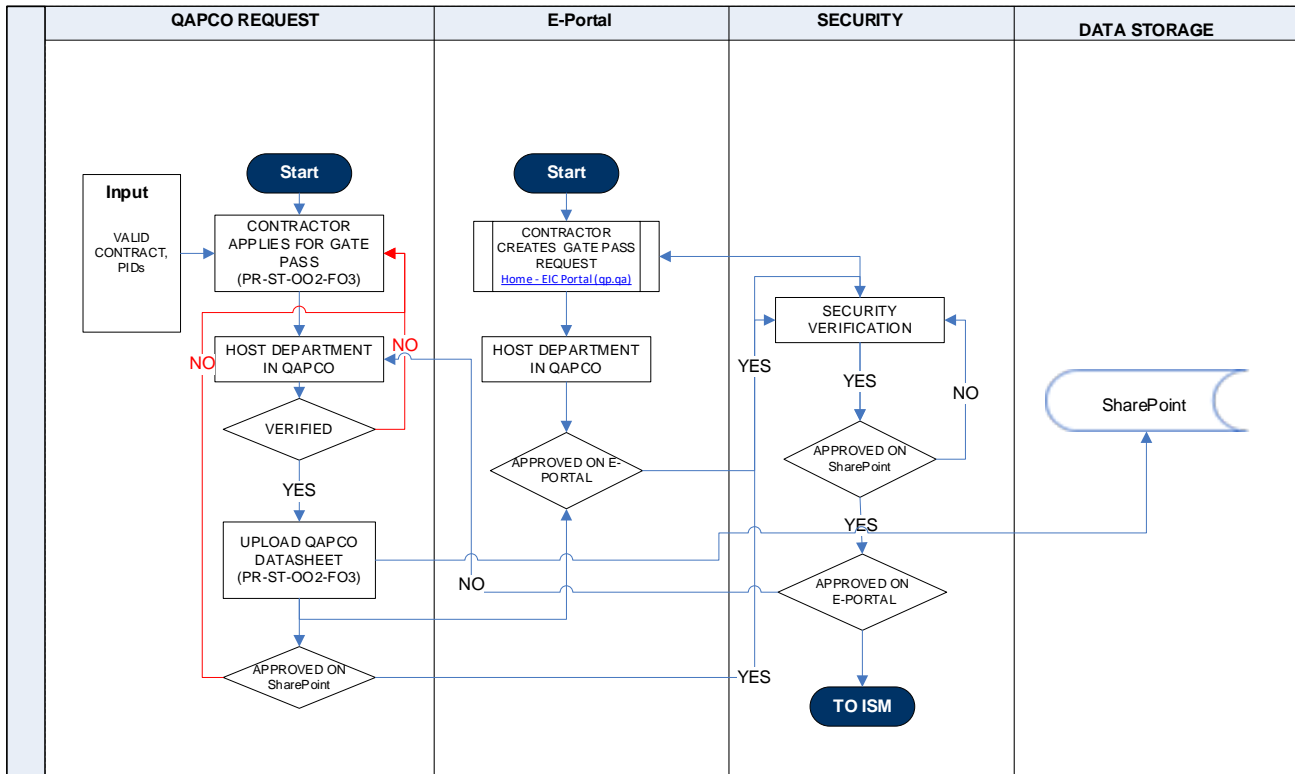 QAPCO REQUEST
E-Portal
SECURITY
DATA STORAGE
Start
Start
Input
VALID
CONTRACT,
PIDs
CONTRACTOR
APPLIES FOR GATE
PASS
(PR-ST-OO2-FO3)
CONTRACTOR
CREATES GATE PASS
REQUEST
Home - EIC Portal (qp.qa)
SECURITY
VERIFICATION
NO
NO
HOST DEPARTMENT
IN QAPCO
HOST DEPARTMENT
IN QAPCO
YES
YES
NO
SharePoint
VERIFIED
APPROVED ON E-
PORTAL
APPROVED ON
SharePoint
YES
YES
UPLOAD QAPCO
DATASHEET
(PR-ST-OO2-FO3)
NO
APPROVED ON
E-PORTAL
APPROVED ON
SharePoint
YES
TO ISM